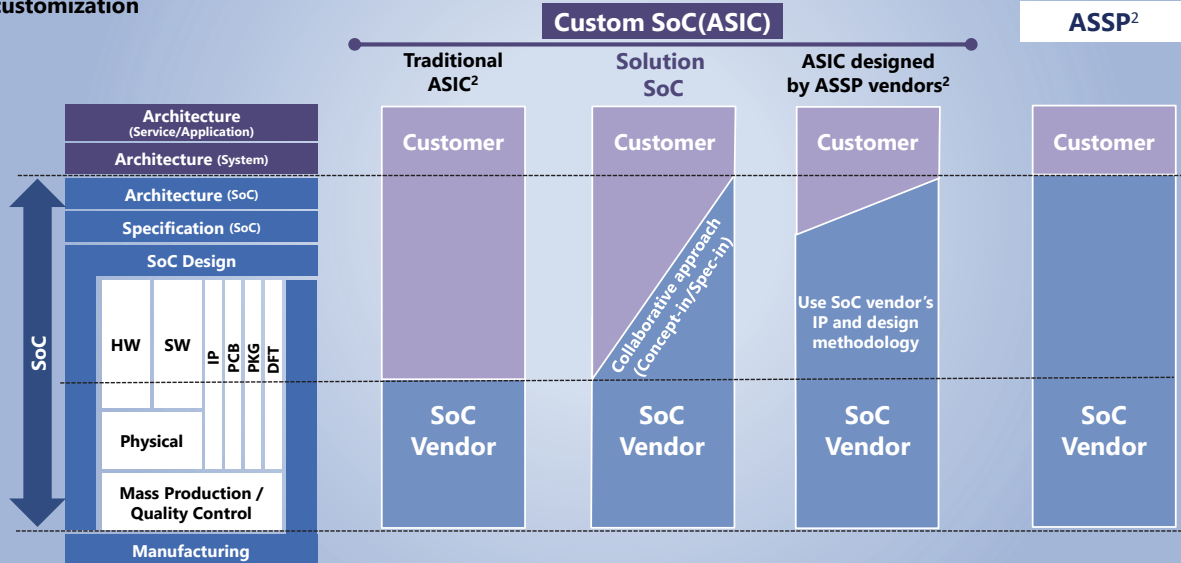 customization
Custom SoC(ASIC)
ASSP²
Traditional
ASIC²
Solution
SoC
ASIC designed
by ASSP vendors²
Architecture
(Service/Application)
Architecture (System)
Architecture (SoC)
Specification (SoC)
SoC Design
HW
SW
IP
PCB
PKG
DFT
Physical
Mass Production /
Quality Control
Manufacturing
SoC
Customer
SoC
Vendor
Customer
Collaborative approach
(Concept-in/Spec-in)
SoC
Vendor
Customer
Use SoC vendor's
IP and design
methodology
SoC
Vendor
Customer
SoC
Vendor